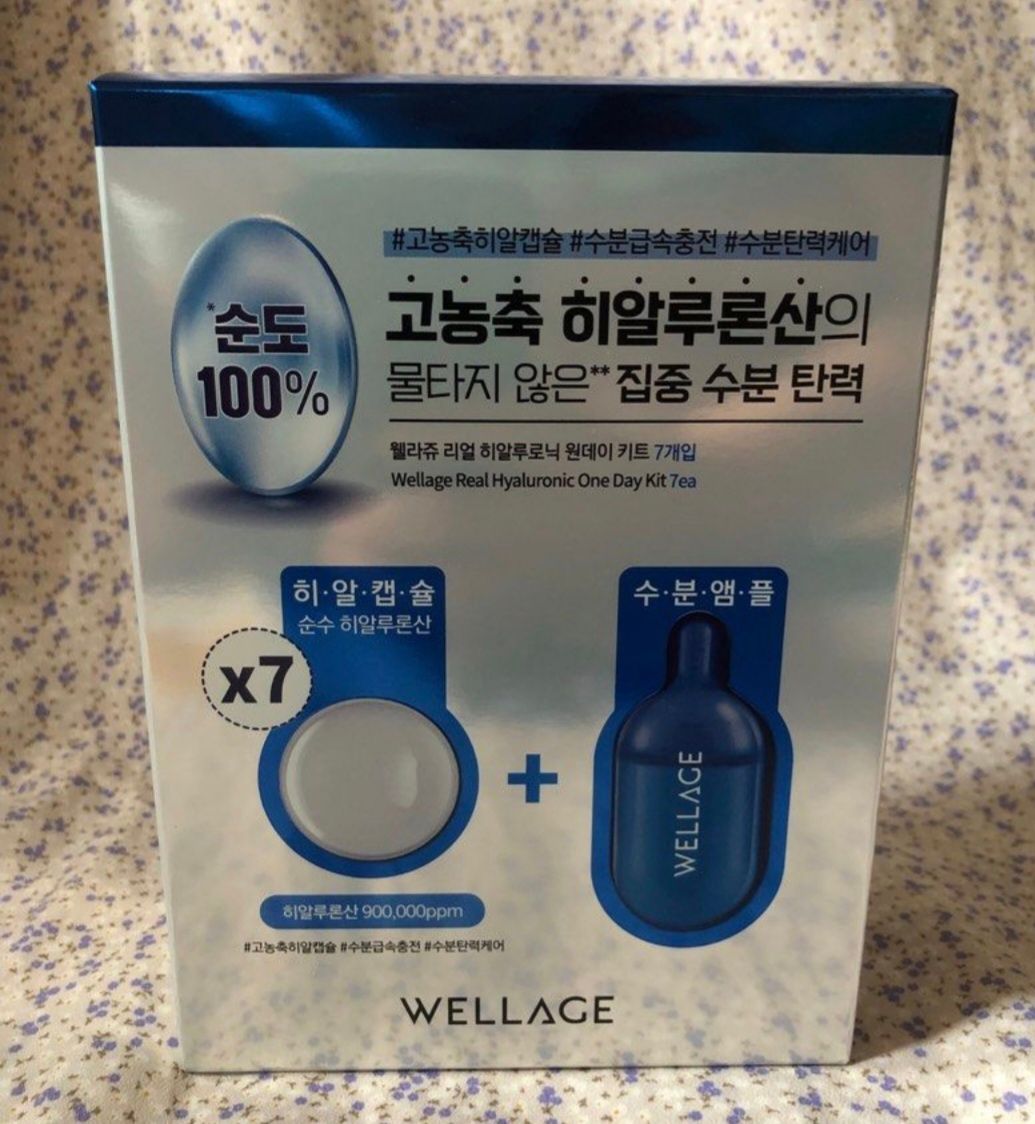 #고농축히알캡슐 #수분급속충전 #수분탄력케어
*순도
100%
고농축 히알루론산의
물타지 않은** 집중 수분 탄력
웰라쥬 리얼 히알루로닉 원데이 키트 7개입
Wellage Real Hyaluronic One Day Kit 7ea
히·알·캡·슐
순수 히알루론산
x7
+
수·분·앰·플
WELLAGE
히알루론산 900,000ppm
#고농축히알캡슐 #수분급속충전 #수분탄력케어
WELLAGE